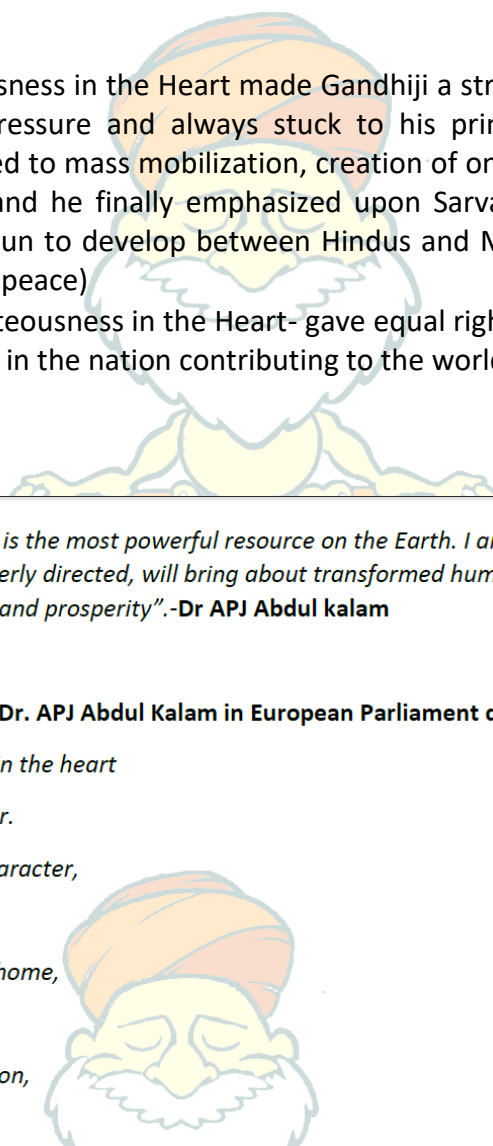 sness in the Heart made Gandhiji a str
ressure and always stuck to his prin
ed to mass mobilization, creation of on
and he finally emphasized upon Sarva
un to develop between Hindus and M
peace)
teousness in the Heart- gave equal righ
in the nation contributing to the world
is the most powerful resource on the Earth. I ar
erly directed, will bring about transformed hum
and prosperity”.-Dr APJ Abdul kalam
Dr. APJ Abdul Kalam in European Parliament o
n the heart
r.
aracter,
home,
on,